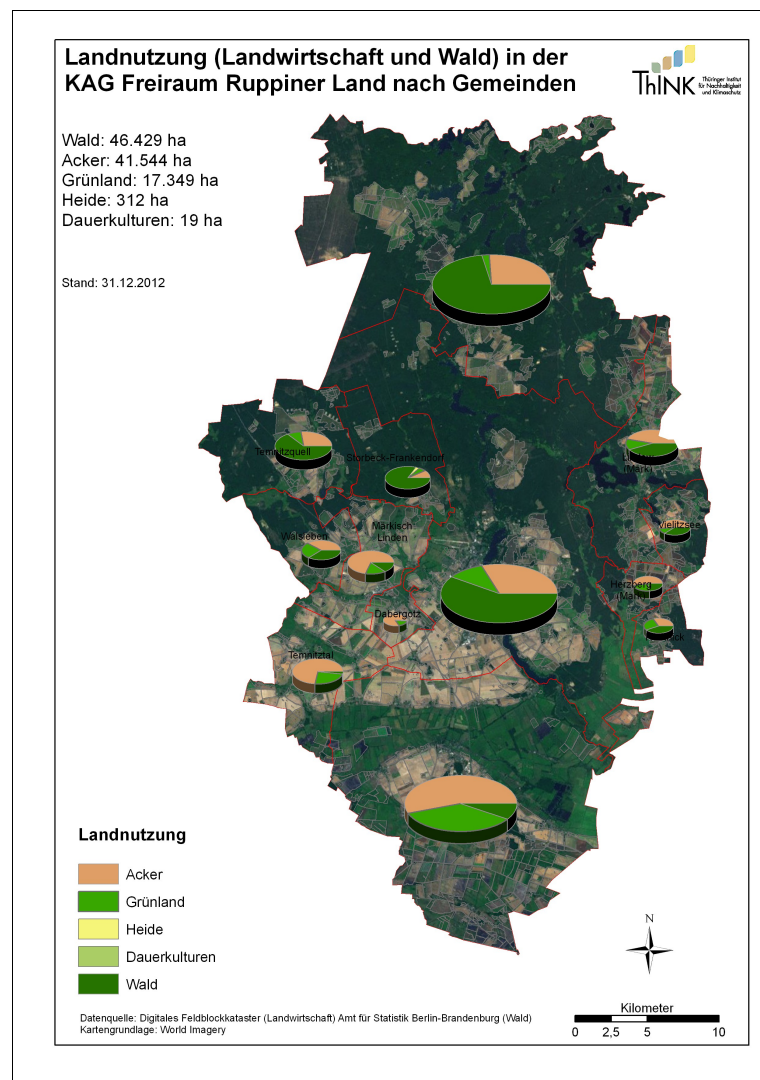 Landnutzung (Landwirtschaft und Wald) in der
KAG Freiraum Ruppiner Land nach Gemeinden
ThINK
Thüringer Institut
für Nachhaltigkeit
und Klimaschutz
Wald: 46.429 ha
Acker: 41.544 ha
Grünland: 17.349 ha
Heide: 312 ha
Dauerkulturen: 19 ha
Stand: 31.12.2012
Temnitzquell
Storbeck-Frankendorf
(Mark)
Vielitzsee
Walsleben
Märkisch
Linden
Herzberg
(Mark)
Dabergotz
Temnitztal
Landnutzung
Acker
Grünland
Heide
Dauerkulturen
Wald
N
Kilometer
0 2,5 5 10
Datenquelle: Digitales Feldblockkataster (Landwirtschaft) Amt für Statistik Berlin-Brandenburg (Wald)
Kartengrundlage: World Imagery